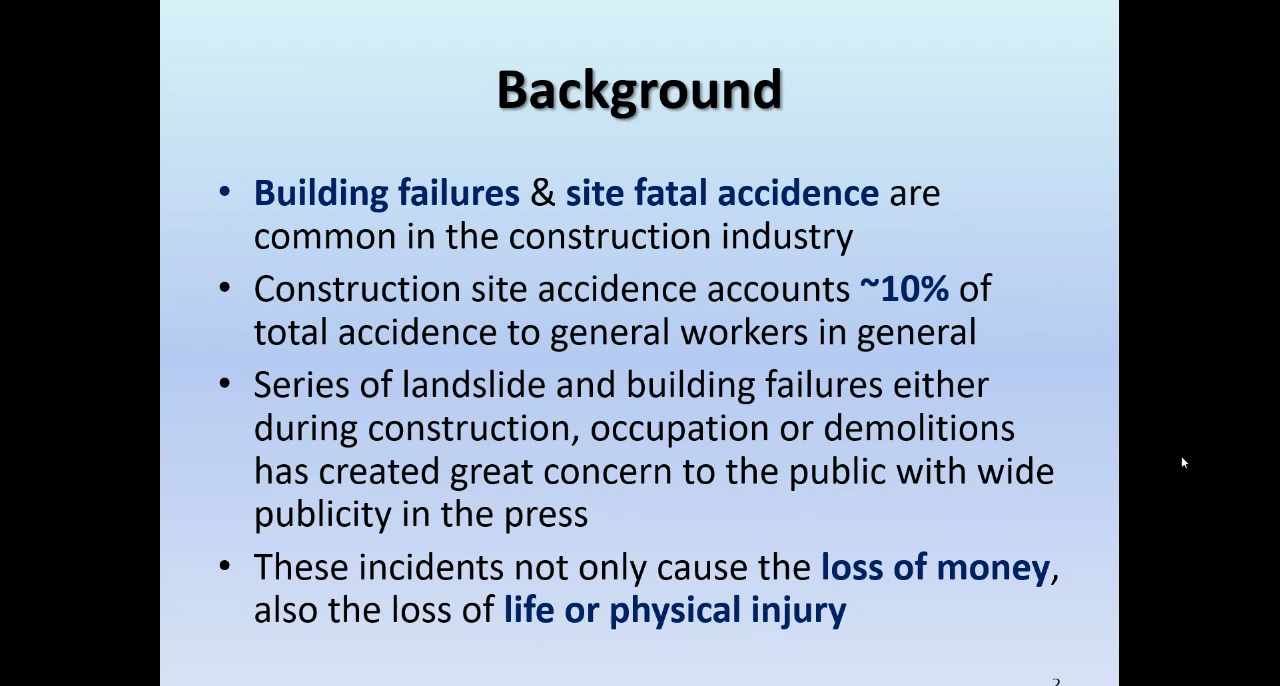 Background
• Building failures & site fatal accidence are
common in the construction industry
• Construction site accidence accounts ~10% of
total accidence to general workers in general
• Series of landslide and building failures either
during construction, occupation or demolitions
has created great concern to the public with wide
publicity in the press
• These incidents not only cause the loss of money,
also the loss of life or physical injury